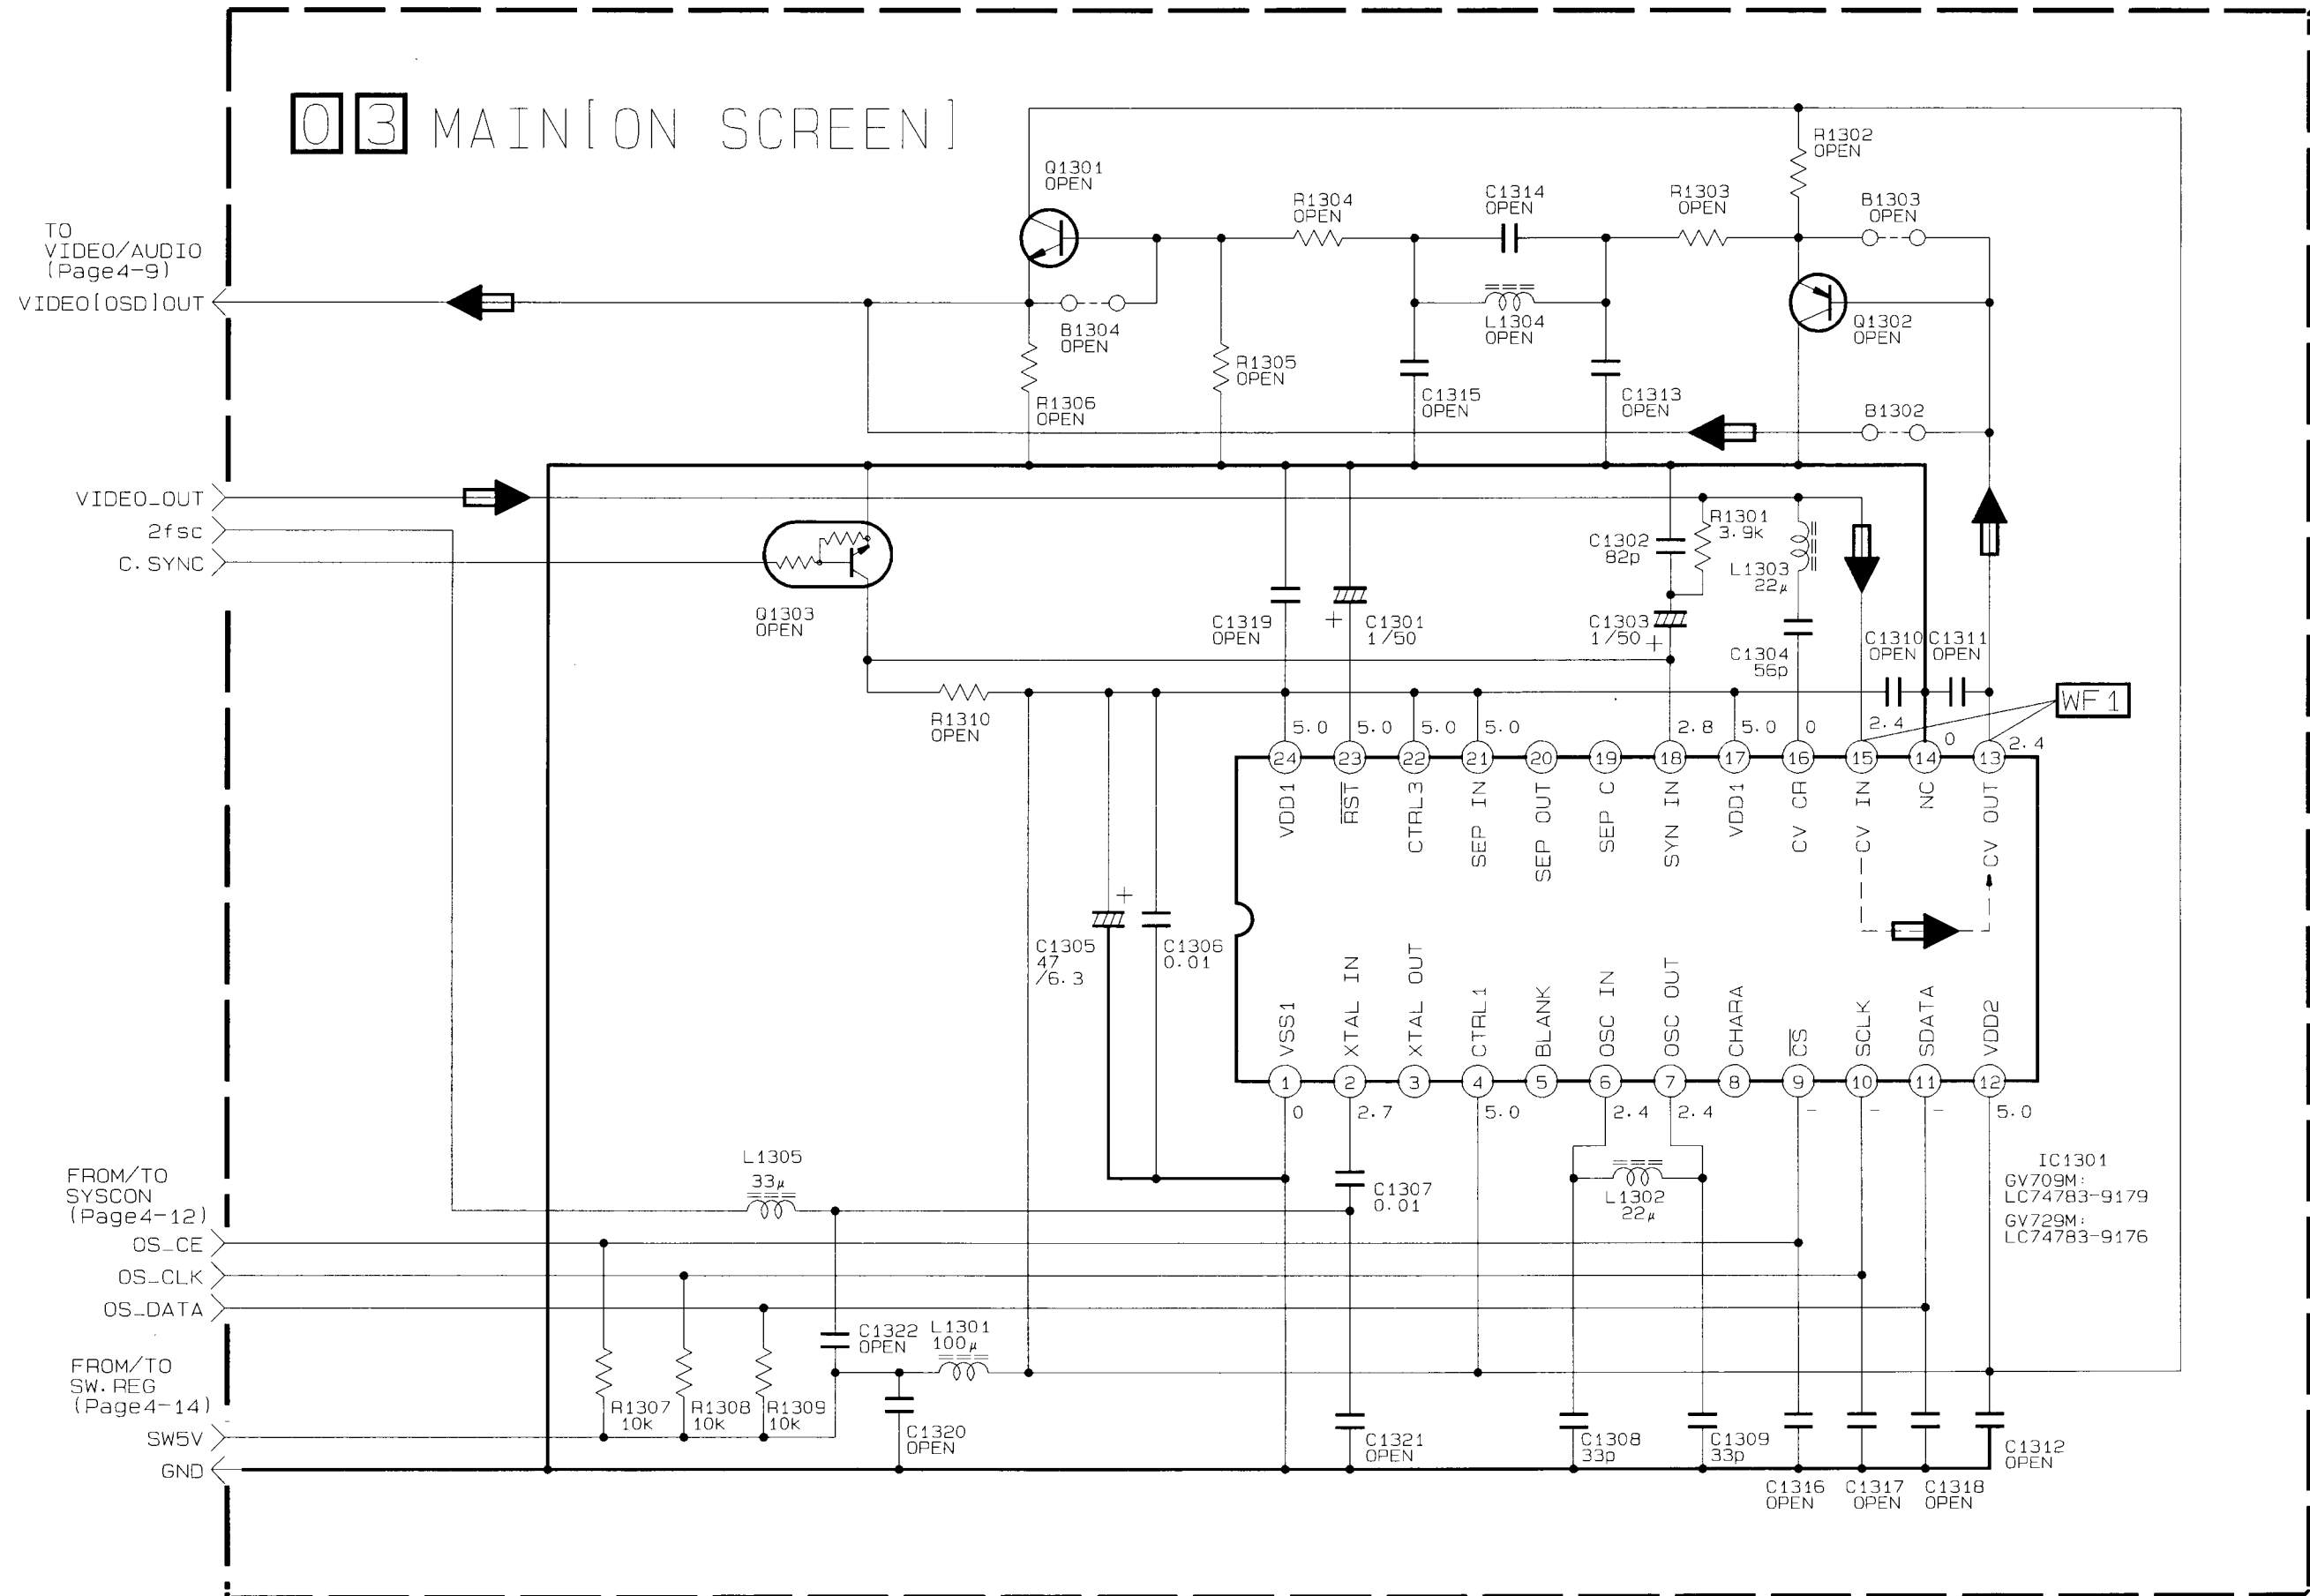 03 MAIN[ON SCREEN]
TO
VIDEO/AUDIO
(Page4-9)
VIDEO[OSD]OUT
Q1301
OPEN
B1304
OPEN
R1306
OPEN
R1305
OPEN
R1304
OPEN
C1314
OPEN
L1304
OPEN
C1315
OPEN
C1313
OPEN
R1303
OPEN
R1302
OPEN
B1303
OPEN
Q1302
OPEN
B1302
VIDEO_OUT
2fsc
C.SYNC
Q1303
OPEN
R1310
OPEN
C1319
OPEN
+
C1301
1/50
C1302
82p
R1301
3.9k
C1303
1/50
+
L1303
22μ
C1304
56p
C1310
OPEN
C1311
OPEN
WF1
5.0
5.0
5.0
5.0
2.8
5.0
0
2.4
0
2.4
24
23
22
21
20
19
18
17
16
15
14
13
VDD1
RST
CTRL3
SEP IN
SEP OUT
SEP C
SYN IN
VDD1
CV CR
CV IN
NC
CV OUT
+
C1305
47
/6.3
C1306
0.01
VSS1
XTAL IN
XTAL OUT
CTRL1
BLANK
OSC IN
OSC OUT
CHARA
CS
SCLK
SDATA
VDD2
1
2
3
4
5
6
7
8
9
10
11
12
0
2.7
5.0
2.4
2.4
-
-
-
5.0
IC1301
GV709M:
LC74783-9179
GV729M:
LC74783-9176
L1305
33μ
C1307
0.01
L1302
22μ
FROM/TO
SYSCON
(Page4-12)
OS_CE
OS_CLK
OS_DATA
FROM/TO
SW.REG
(Page4-14)
SW5V
GND
R1307
10k
R1308
10k
R1309
10k
C1322
OPEN
L1301
100μ
C1320
OPEN
C1321
OPEN
C1308
33p
C1309
33p
C1316
OPEN
C1317
OPEN
C1318
OPEN
C1312
OPEN